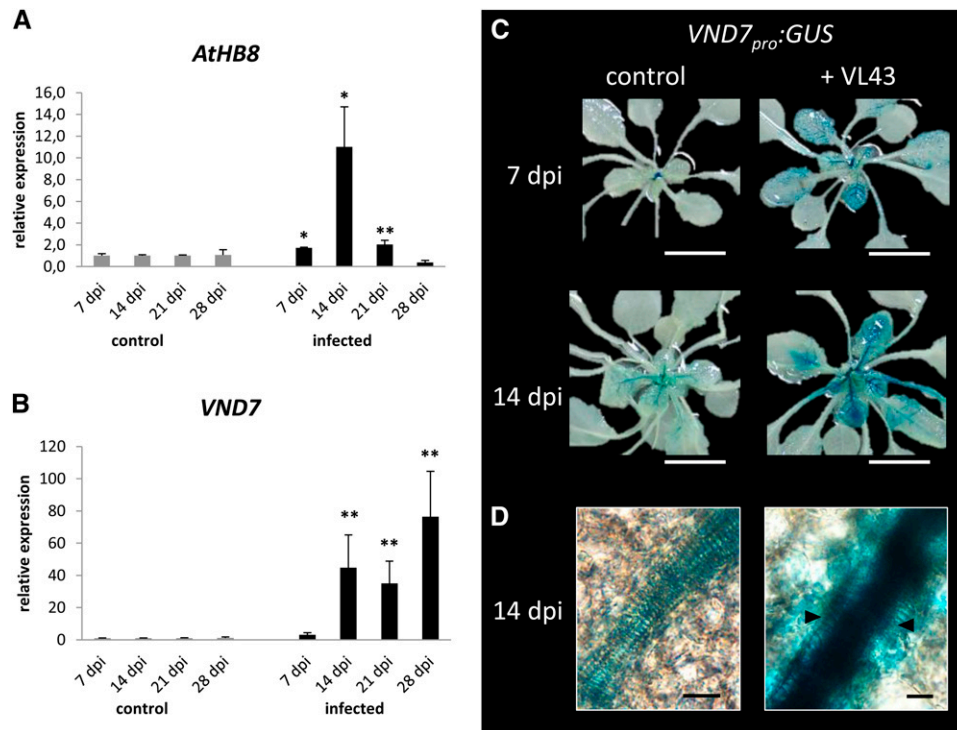 A
AtHB8
relative expression
16,0
14,0
12,0
10,0
8,0
6,0
4,0
2,0
0,0
*
*
**
7 dpi
14 dpi
21 dpi
28 dpi
7 dpi
14 dpi
21 dpi
28 dpi
control
infected
B
VND7
relative expression
120
100
80
60
40
20
0
**
**
**
7 dpi
14 dpi
21 dpi
28 dpi
7 dpi
14 dpi
21 dpi
28 dpi
control
infected
C
VND7pro:GUS
control
+ VL43
7 dpi
14 dpi
D
14 dpi